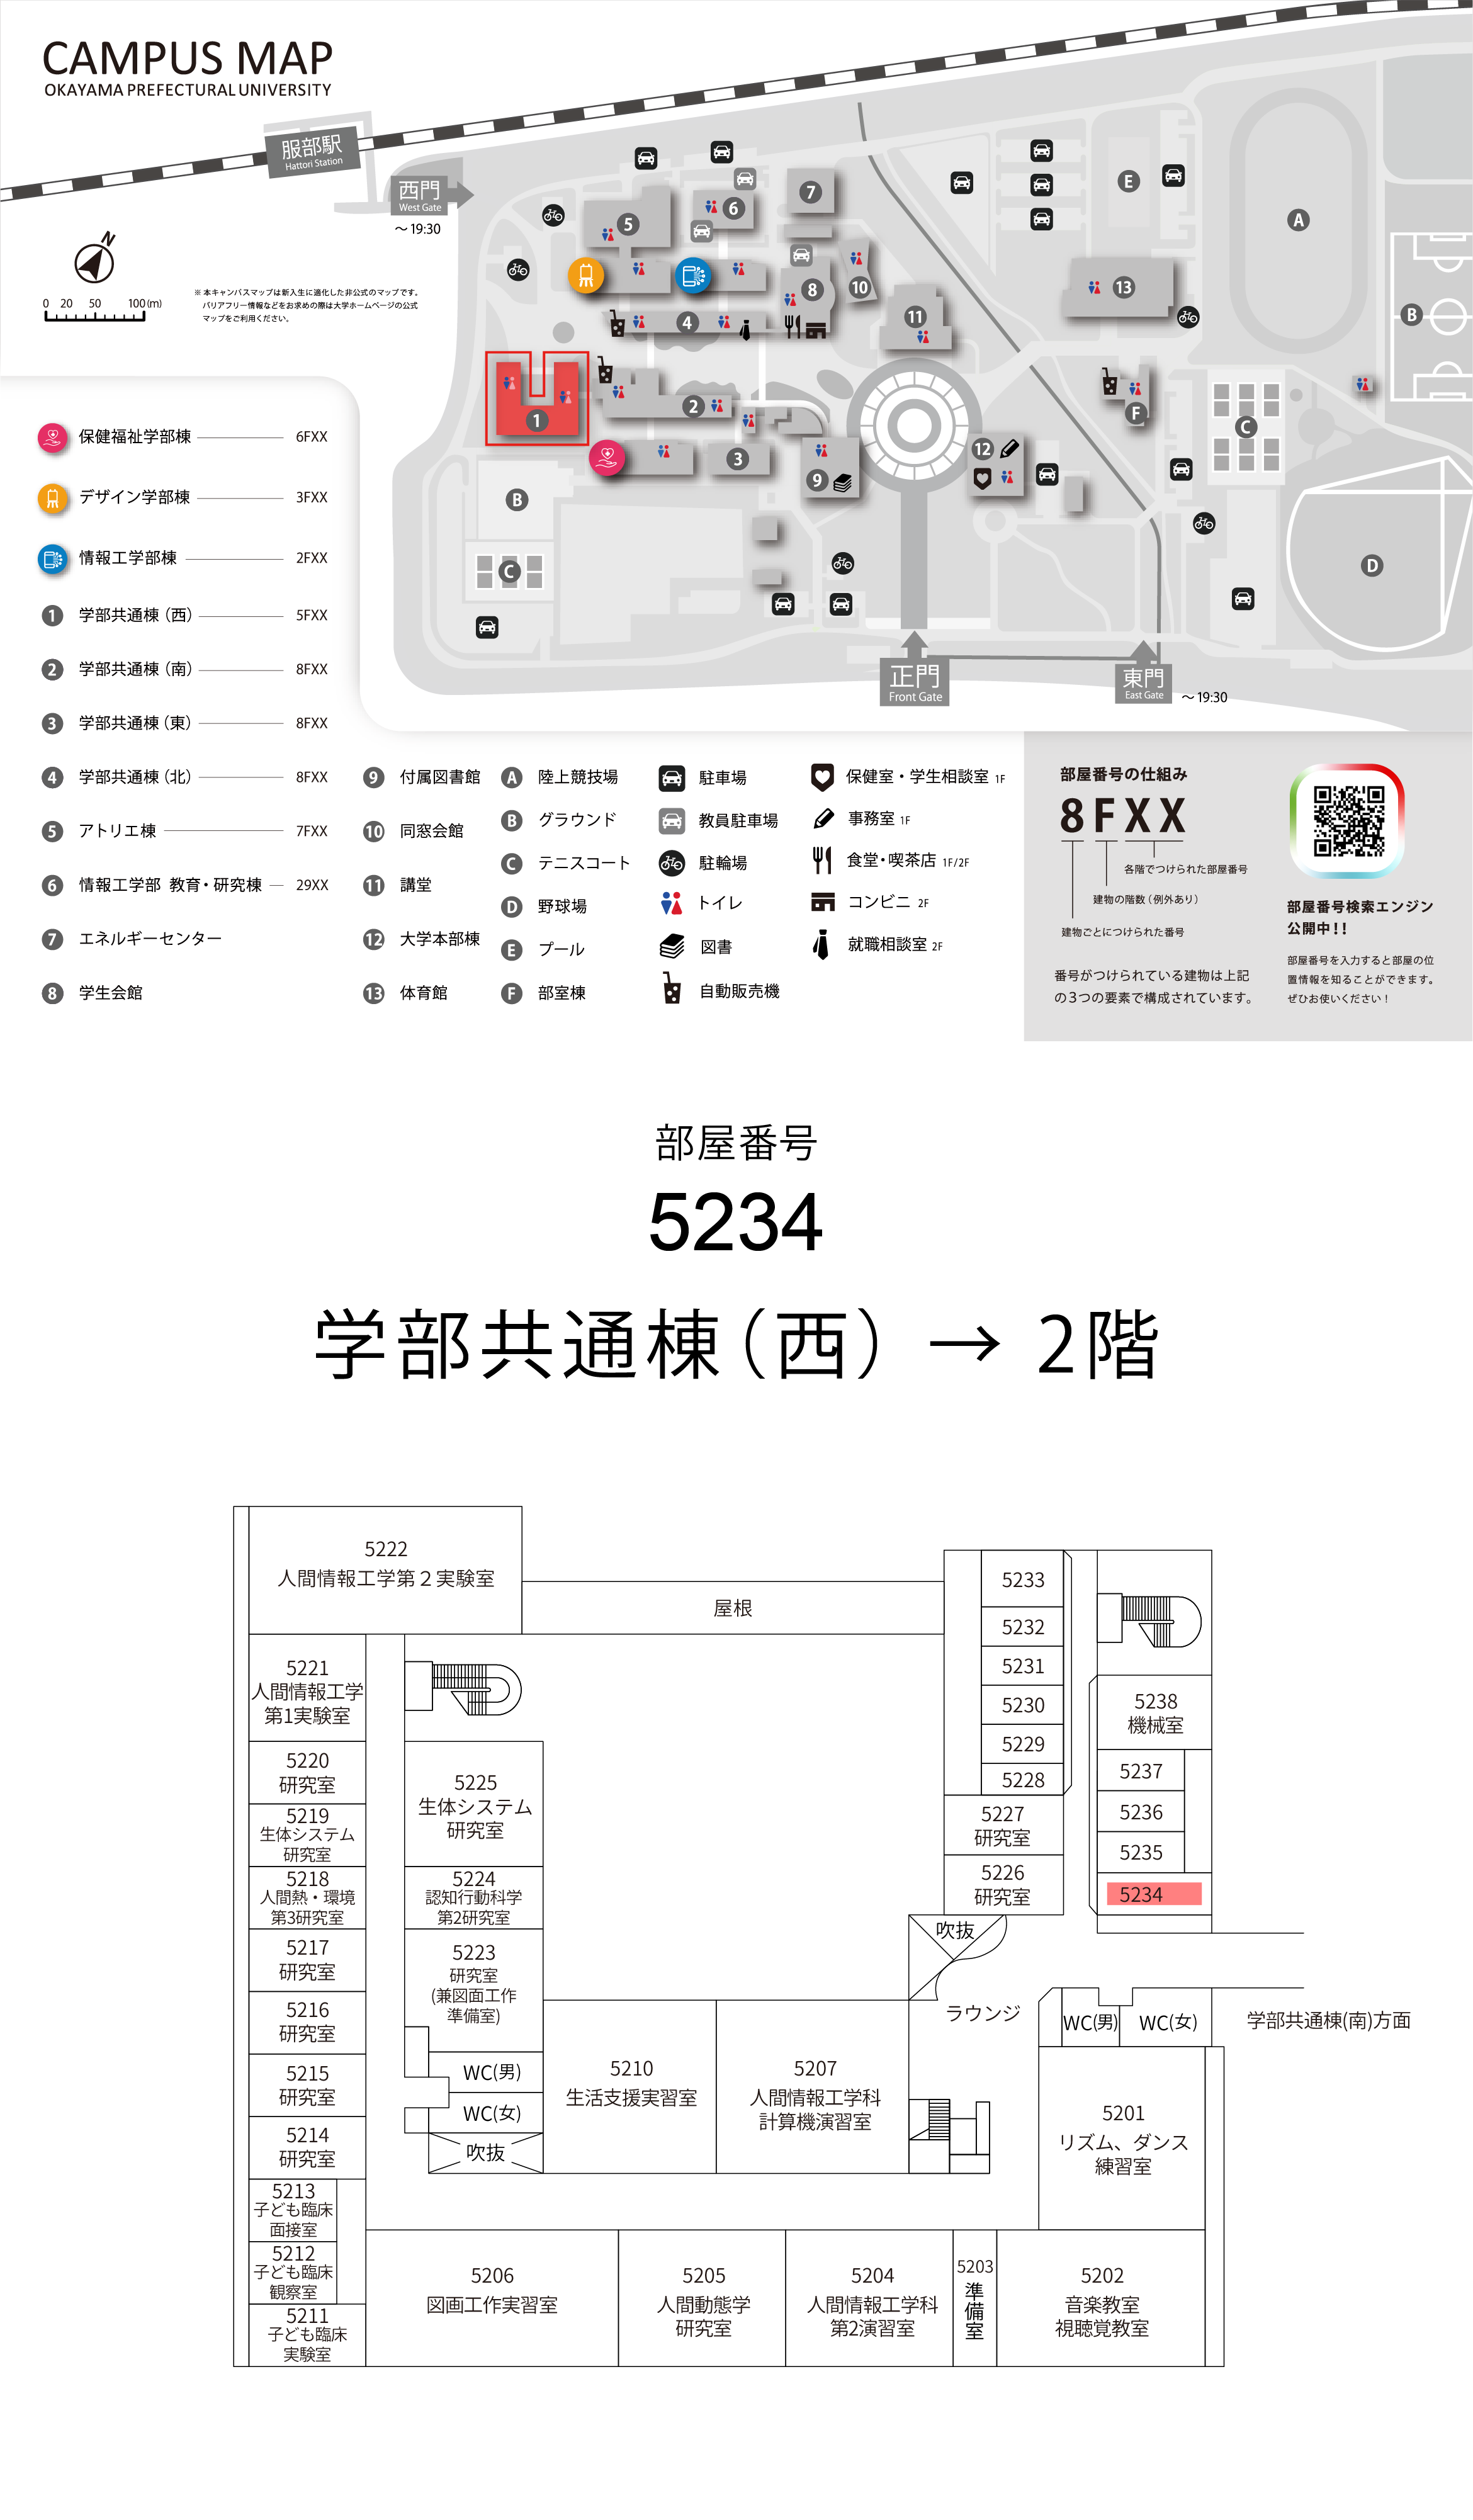 CAMPUS MAP
OKAYAMA PREFECTURAL UNIVERSITY
服部駅
Hattori Station
西門
West Gate
～19:30
N
0 20 50 100(m)
※ 本キャンパスマップは新入生に適化した非公式のマップです。
バリアフリー情報などをお求めの際は大学ホームページの公式
マップをご利用ください。
5
6
7
8
10
4
11
1
2
3
9
12
13
A
B
C
D
E
F
B
C
正門
Front Gate
東門
East Gate
～19:30
保健福祉学部棟 6FXX
デザイン学部棟 3FXX
情報工学部棟 2FXX
1 学部共通棟（西） 5FXX
2 学部共通棟（南） 8FXX
3 学部共通棟（東） 8FXX
4 学部共通棟（北） 8FXX
5 アトリエ棟 7FXX
6 情報工学部 教育・研究棟 29XX
7 エネルギーセンター
8 学生会館
9 付属図書館
10 同窓会館
11 講堂
12 大学本部棟
13 体育館
A 陸上競技場
B グラウンド
C テニスコート
D 野球場
E プール
F 部室棟
駐車場
教員駐車場
駐輪場
トイレ
図書
自動販売機
保健室・学生相談室 1F
事務室 1F
食堂・喫茶店 1F/2F
コンビニ 2F
就職相談室 2F
部屋番号の仕組み
8FXX
各階でつけられた部屋番号
建物の階数（例外あり）
建物ごとにつけられた番号
番号がつけられている建物は上記
の３つの要素で構成されています。
部屋番号検索エンジン
公開中！！
部屋番号を入力すると部屋の位
置情報を知ることができます。
ぜひお使いください！
部屋番号
5234
学部共通棟（西） → 2階
5222
人間情報工学第２実験室
屋根
5221
人間情報工学
第1実験室
5220
研究室
5219
生体システム
研究室
5218
人間熱・環境
第3研究室
5217
研究室
5216
研究室
5215
研究室
5214
研究室
5213
子ども臨床
面接室
5212
子ども臨床
観察室
5211
子ども臨床
実験室
5225
生体システム
研究室
5224
認知行動科学
第2研究室
5223
研究室
(兼図面工作
準備室)
WC(男)
WC(女)
吹抜
5210
生活支援実習室
5207
人間情報工学科
計算機演習室
5233
5232
5231
5230
5229
5228
5227
研究室
5226
研究室
吹抜
ラウンジ
5238
機械室
5237
5236
5235
5234
WC(男)
WC(女)
学部共通棟(南)方面
5201
リズム、ダンス
練習室
5206
図画工作実習室
5205
人間動態学
研究室
5204
人間情報工学科
第2演習室
5203
準備室
5202
音楽教室
視聴覚教室